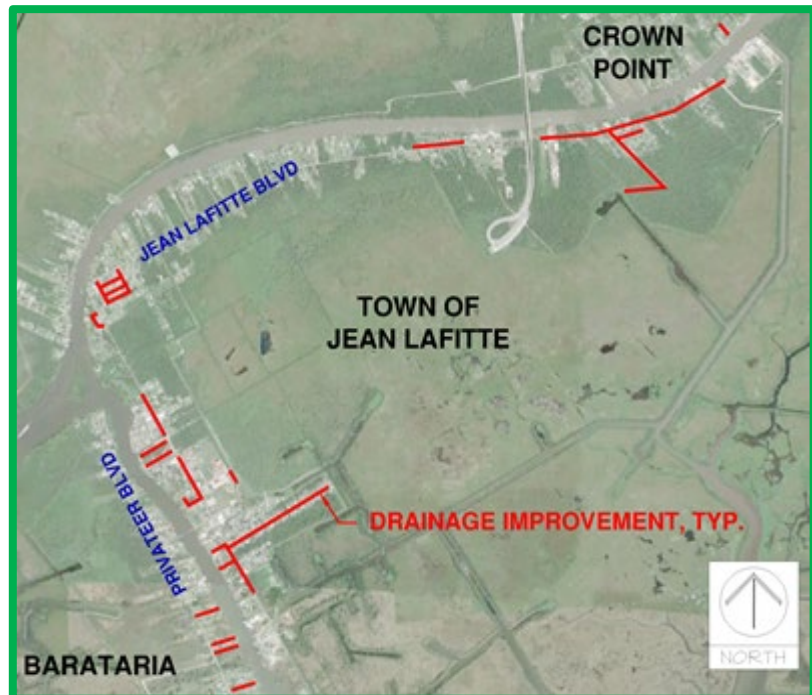 CROWN
POINT
JEAN LAFITTE BLVD
TOWN OF
JEAN LAFITTE
PRIVATEER BLVD
DRAINAGE IMPROVEMENT, TYP.
BARATARIA
NORTH